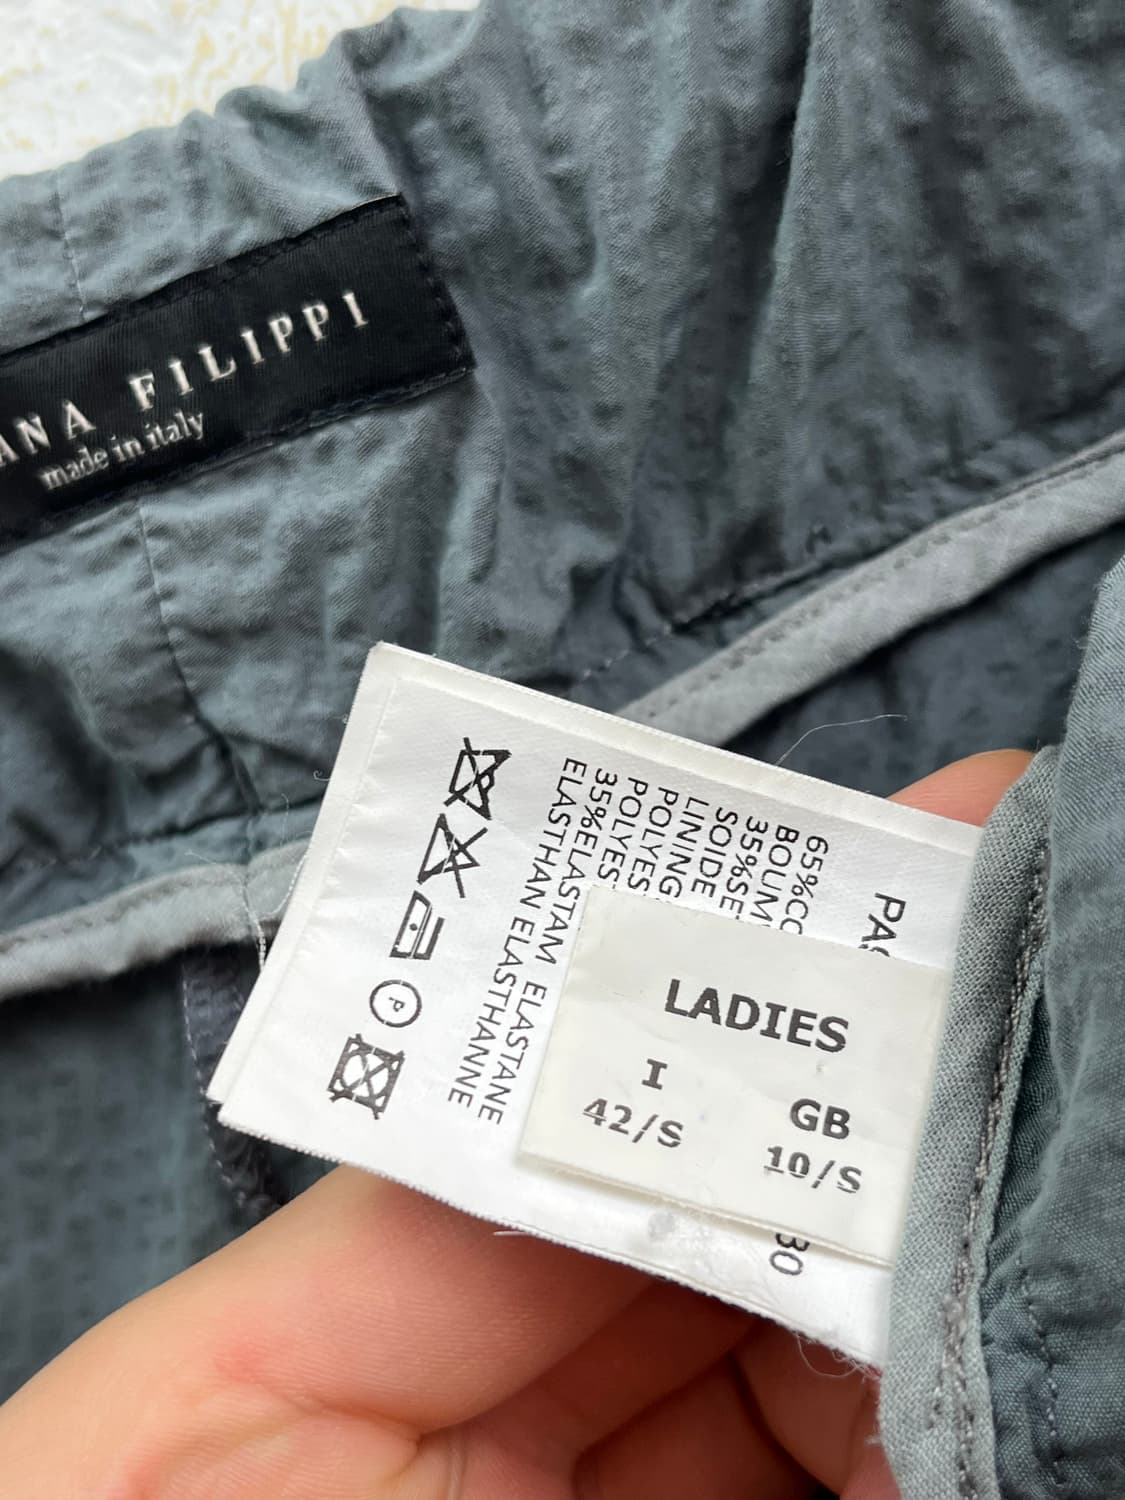 ANA FILIPPI
made in italy
PA
65%CO
BOUM
35%SE
SOIDE
LINING
POLYES
POLYES
35%ELASTAM ELASTANE
ELASTHAN ELASTHANNE
P
LADIES
I GB
42/S 10/S
30